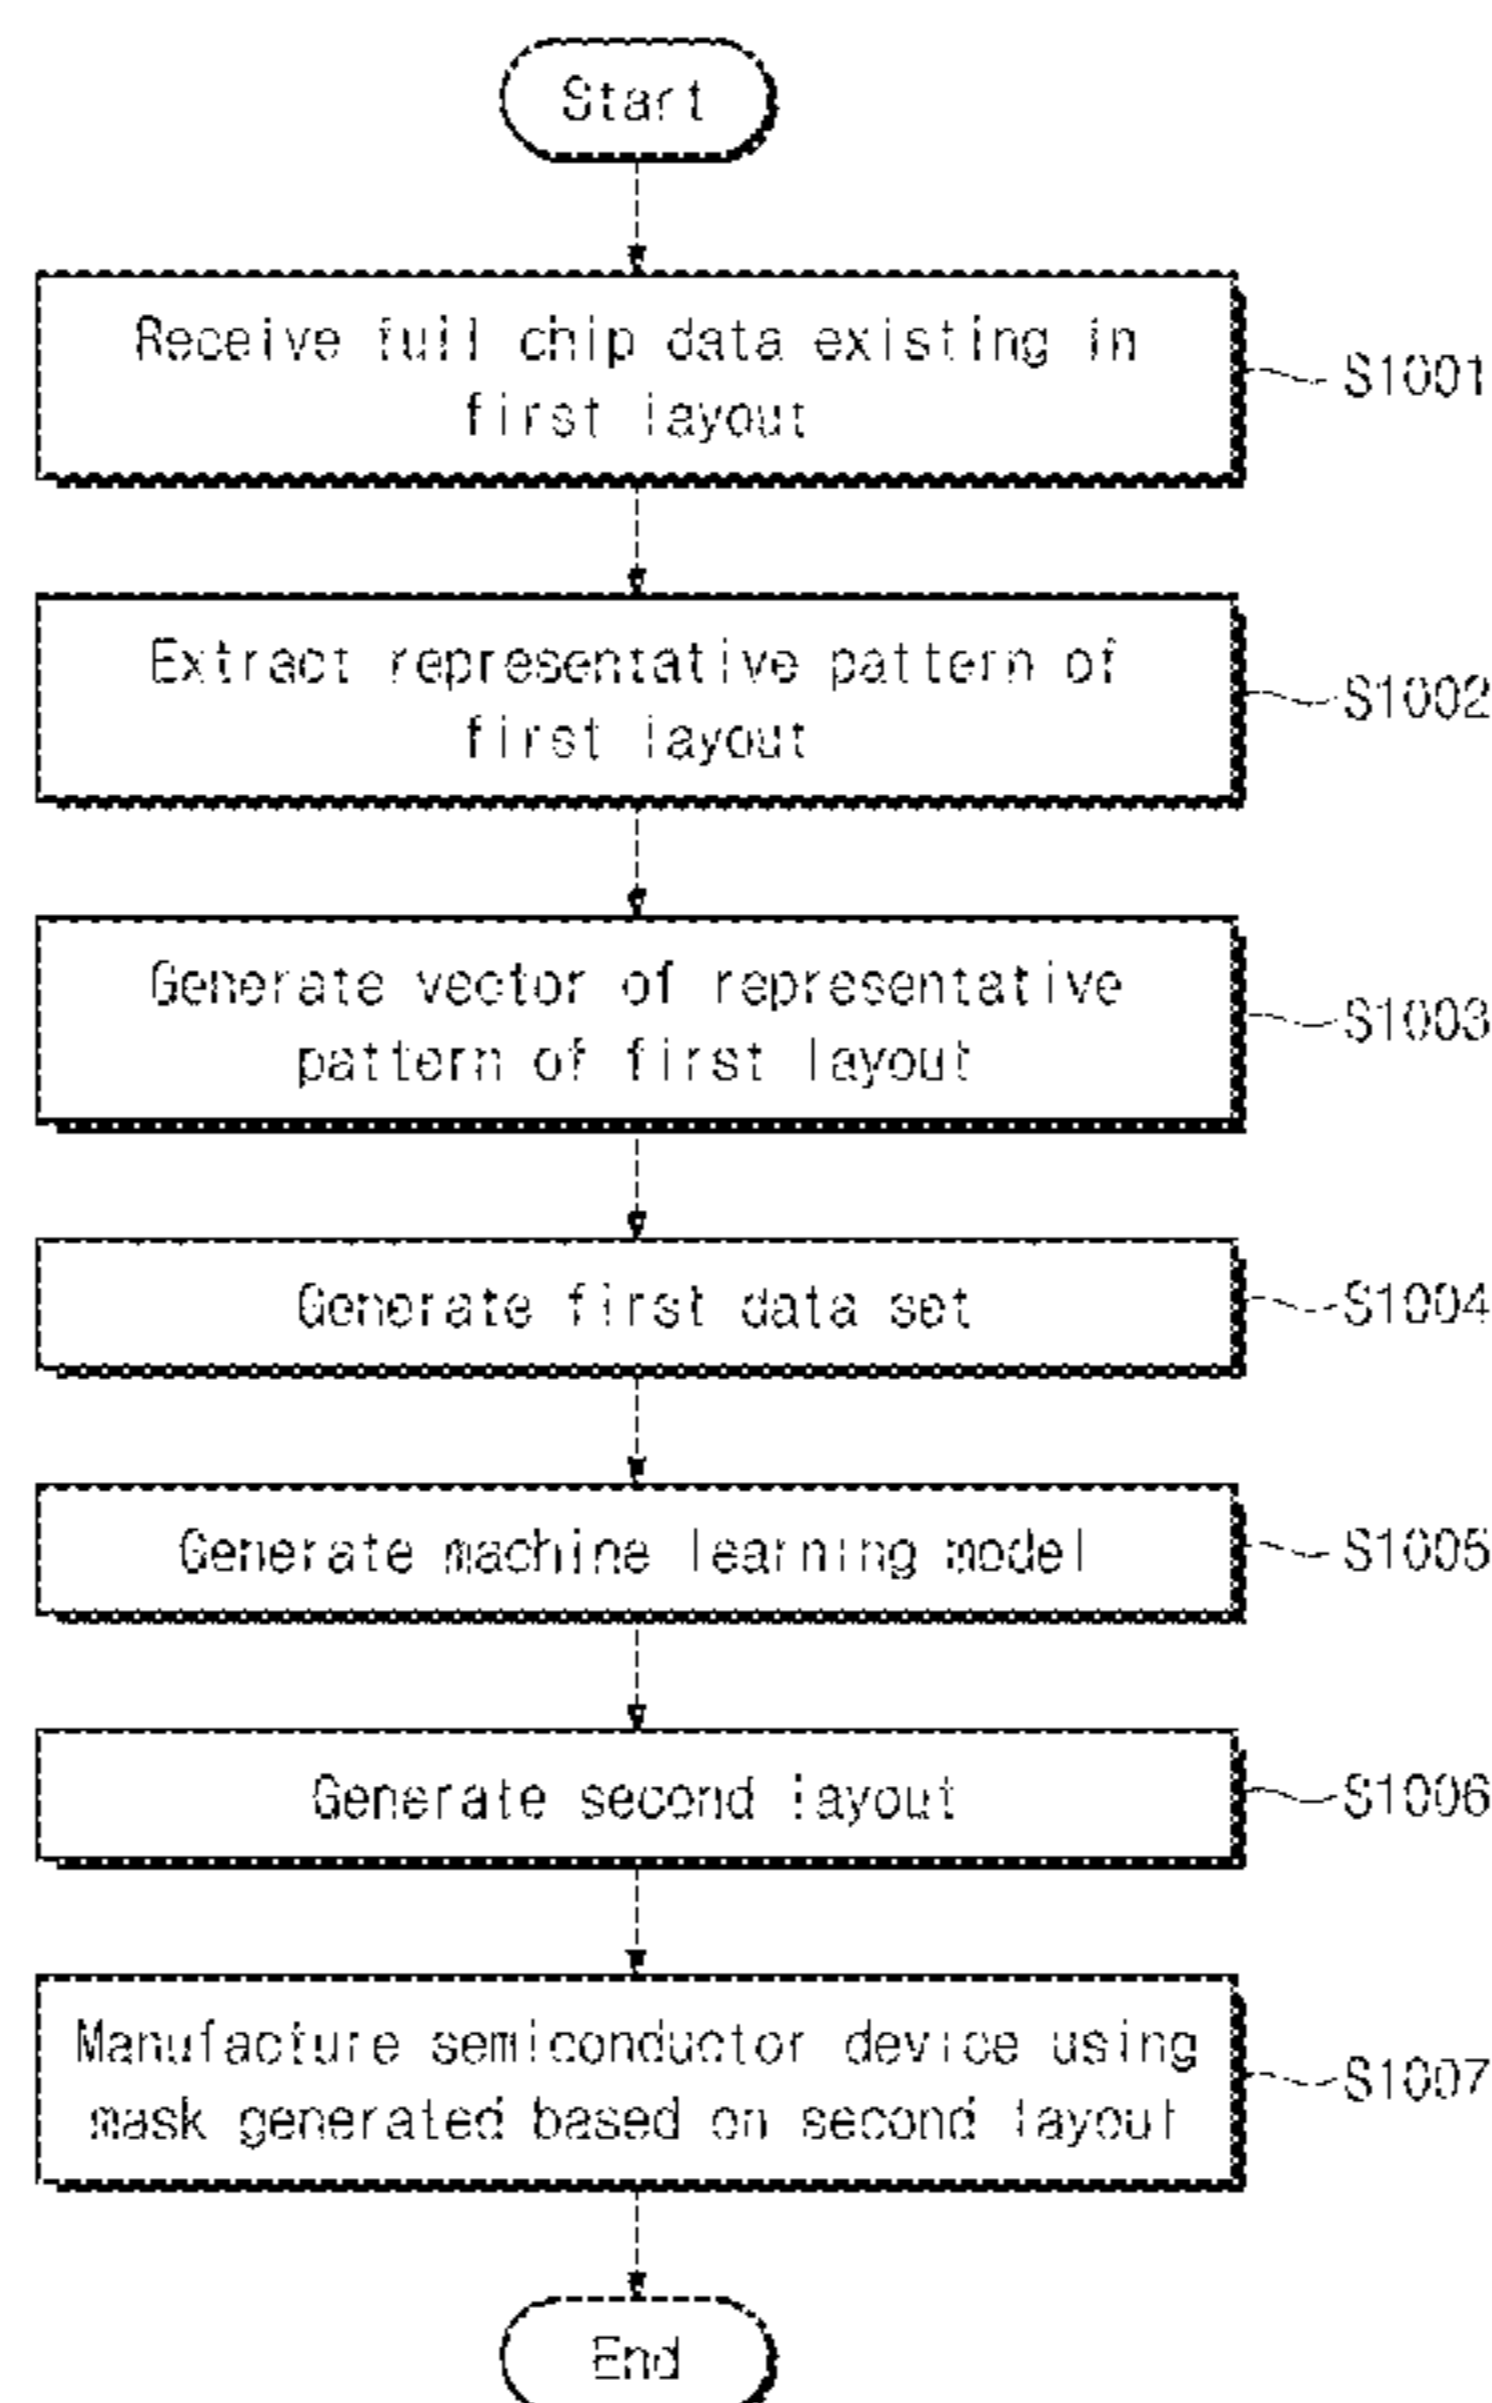 Start
Receive full chip data existing in
first layout
S1001
Extract representative pattern of
first layout
S1002
Generate vector of representative
pattern of first layout
S1003
Generate first data set
S1004
Generate machine learning model
S1005
Generate second layout
S1006
Manufacture semiconductor device using
mask generated based on second layout
S1007
End